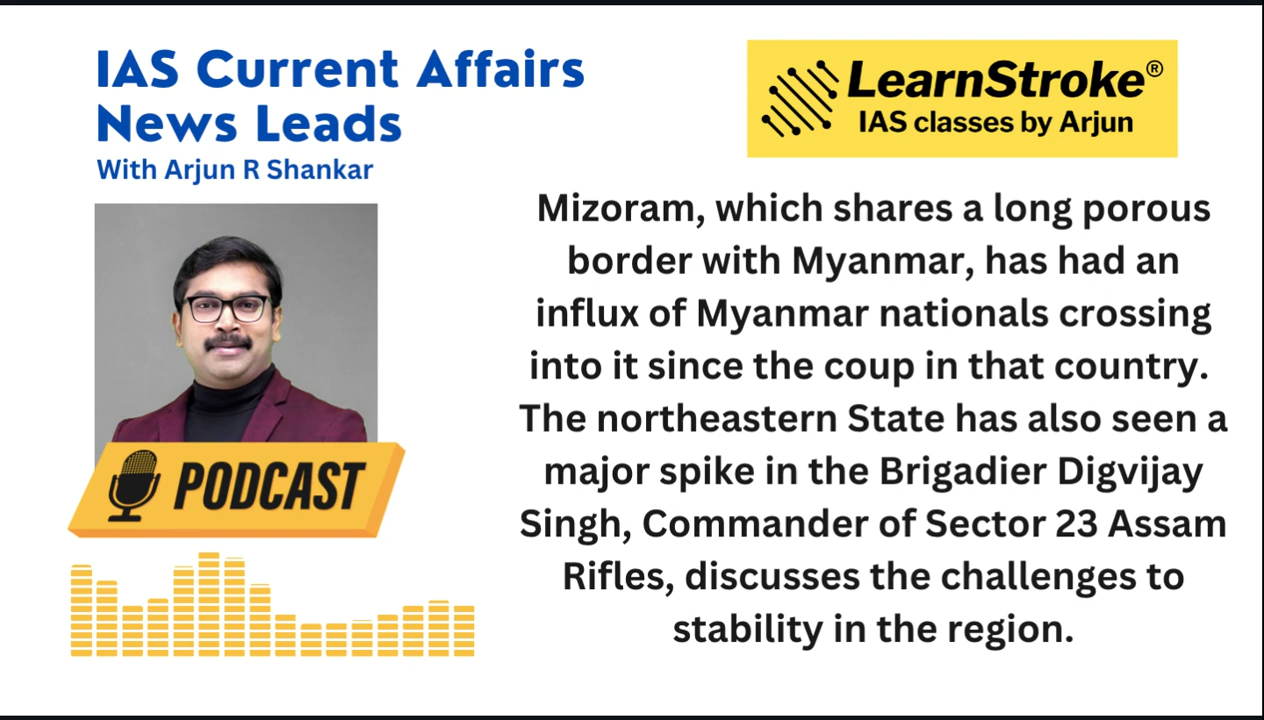 IAS Current Affairs
News Leads
With Arjun R Shankar
LearnStroke®
IAS classes by Arjun
Mizoram, which shares a long porous
border with Myanmar, has had an
influx of Myanmar nationals crossing
into it since the coup in that country.
The northeastern State has also seen a
major spike in the Brigadier Digvijay
Singh, Commander of Sector 23 Assam
Rifles, discusses the challenges to
stability in the region.
PODCAST